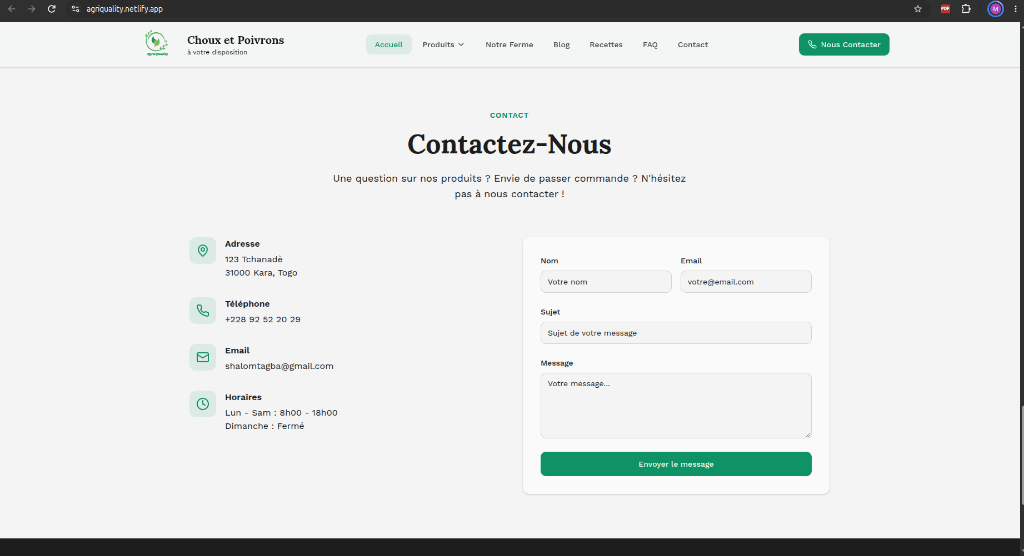 agriquality.netlify.app
PDF
M
agriquality
Choux et Poivrons
à votre disposition
Accueil
Produits
Notre Ferme
Blog
Recettes
FAQ
Contact
Nous Contacter
CONTACT
Contactez-Nous
Une question sur nos produits ? Envie de passer commande ? N'hésitez
pas à nous contacter !
Adresse
123 Tchanadè
31000 Kara, Togo
Téléphone
+228 92 52 20 29
Email
shalomtagba@gmail.com
Horaires
Lun - Sam : 8h00 - 18h00
Dimanche : Fermé
Nom
Email
Votre nom
votre@email.com
Sujet
Sujet de votre message
Message
Votre message...
Envoyer le message